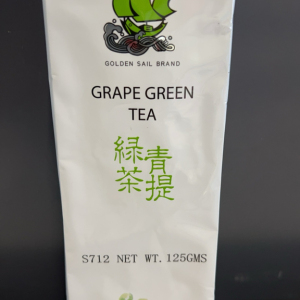 GOLDEN SAIL BRAND
GRAPE GREEN
TEA
青提
緑茶
S712 NET WT. 125GMS